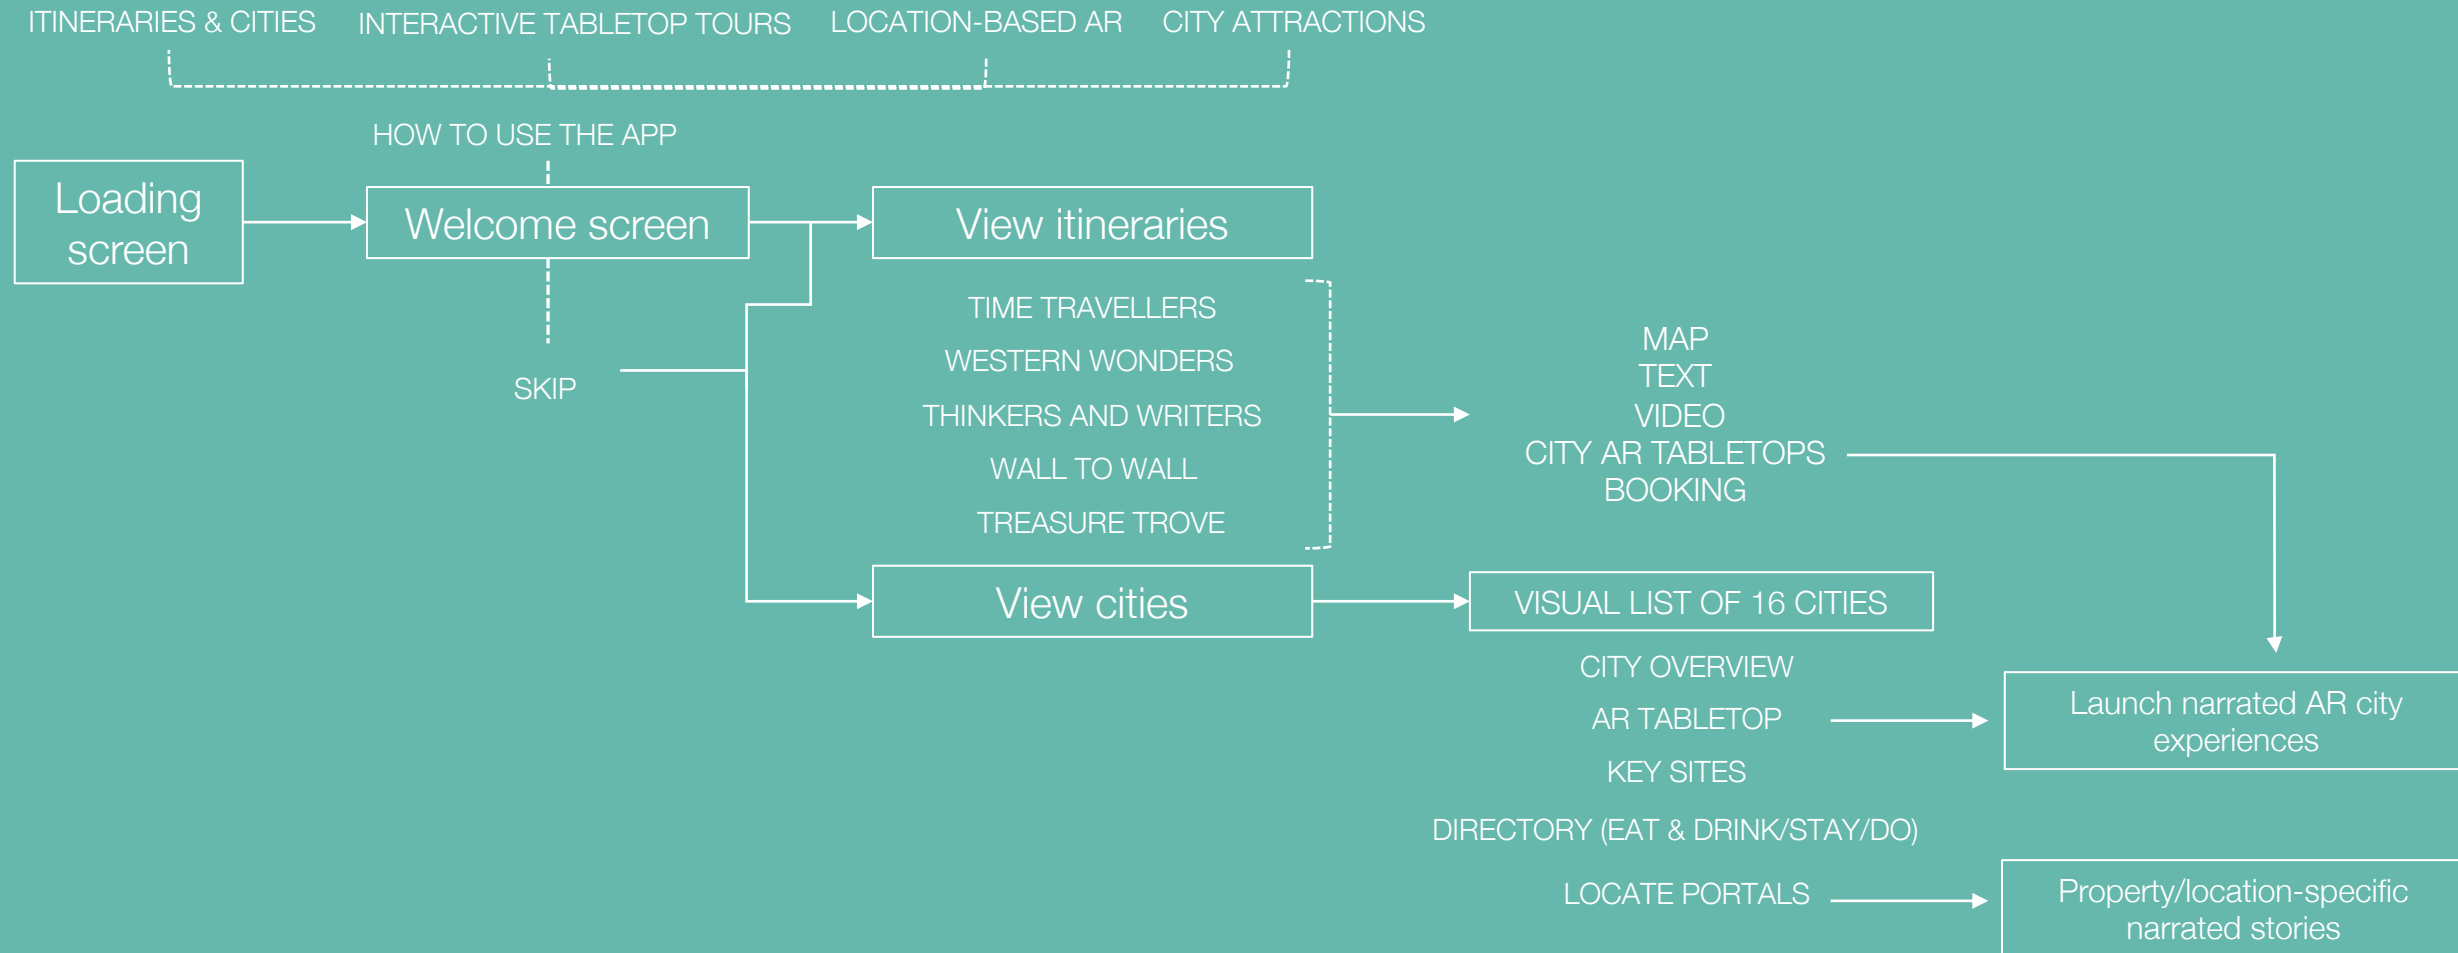 ITINERARIES & CITIES
INTERACTIVE TABLETOP TOURS
LOCATION-BASED AR
CITY ATTRACTIONS
HOW TO USE THE APP
Loading
screen
Welcome screen
View itineraries
SKIP
TIME TRAVELLERS
WESTERN WONDERS
THINKERS AND WRITERS
WALL TO WALL
TREASURE TROVE
MAP
TEXT
VIDEO
CITY AR TABLETOPS
BOOKING
View cities
VISUAL LIST OF 16 CITIES
CITY OVERVIEW
AR TABLETOP
KEY SITES
DIRECTORY (EAT & DRINK/STAY/DO)
LOCATE PORTALS
Launch narrated AR city
experiences
Property/location-specific
narrated stories